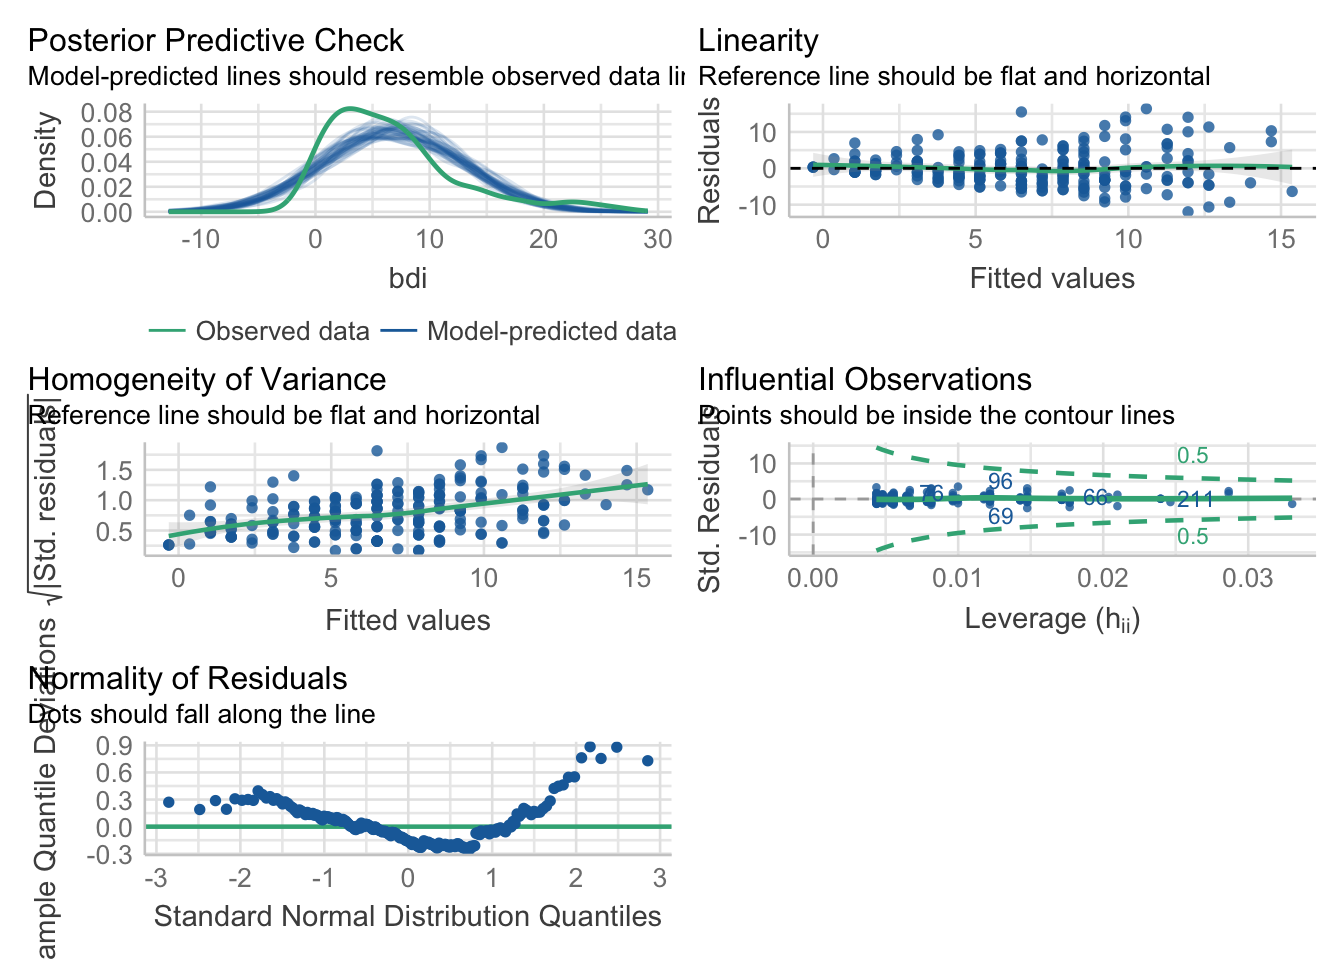 Posterior Predictive Check
Model-predicted lines should resemble observed data li
Density
0.08
0.06
0.04
0.02
0.00
-10
0
10
20
30
bdi
Observed data
Model-predicted data
Linearity
Reference line should be flat and horizontal
Residuals
10
0
-10
0
5
10
15
Fitted values
Homogeneity of Variance
Reference line should be flat and horizontal
√|Std. residuals|
1.5
1.0
0.5
0
5
10
15
Fitted values
Influential Observations
Points should be inside the contour lines
Std. Residuals
10
0
-10
0.5
96
76
66
211
69
0.5
0.00
0.01
0.02
0.03
Leverage (hii)
Normality of Residuals
Dots should fall along the line
ample Quantile Deviations
0.9
0.6
0.3
0.0
-0.3
-3
-2
-1
0
1
2
3
Standard Normal Distribution Quantiles